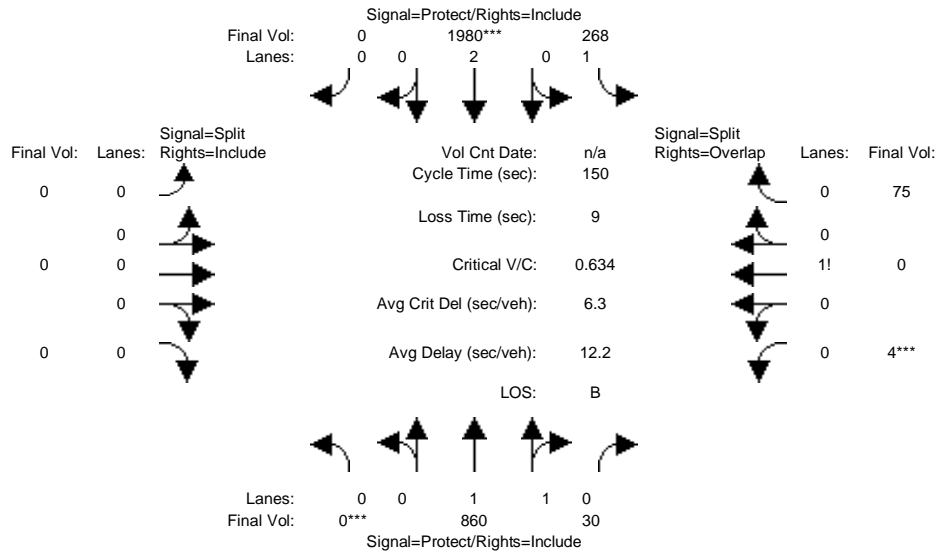 Signal=Protect/Rights=Include
Final Vol: 0 1980*** 268
Lanes: 0 0 2 0 1
Signal=Split Signal=Split
Final Vol: Lanes: Rights=Include Vol Cnt Date: n/a Rights=Overlap Lanes: Final Vol:
Cycle Time (sec): 150
0 0 0 75
Loss Time (sec): 9
0 0
0 0 Critical V/C: 0.634 1! 0
0 Avg Crit Del (sec/veh): 6.3 0
0 0 Avg Delay (sec/veh): 12.2 0 4***
LOS: B
Lanes: 0 0 1 1 0
Final Vol: 0*** 860 30
Signal=Protect/Rights=Include